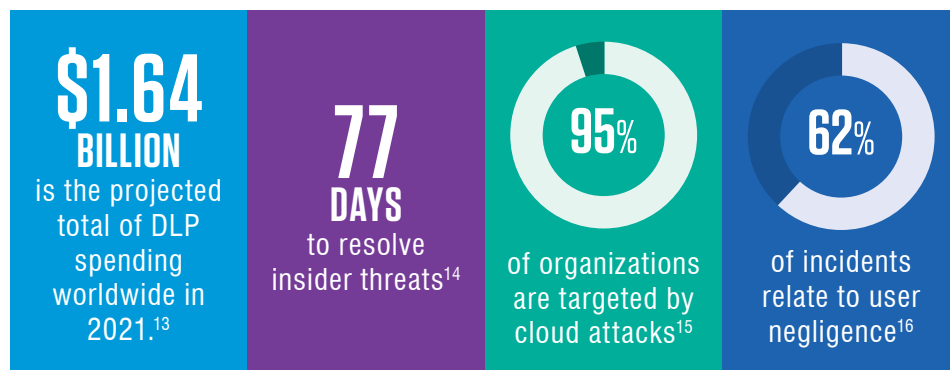 $1.64
BILLION
is the projected
total of DLP
spending
worldwide in
2021.13
77
DAYS
to resolve
insider threats14
95%
of organizations
are targeted by
cloud attacks15
62%
of incidents
relate to user
negligence16